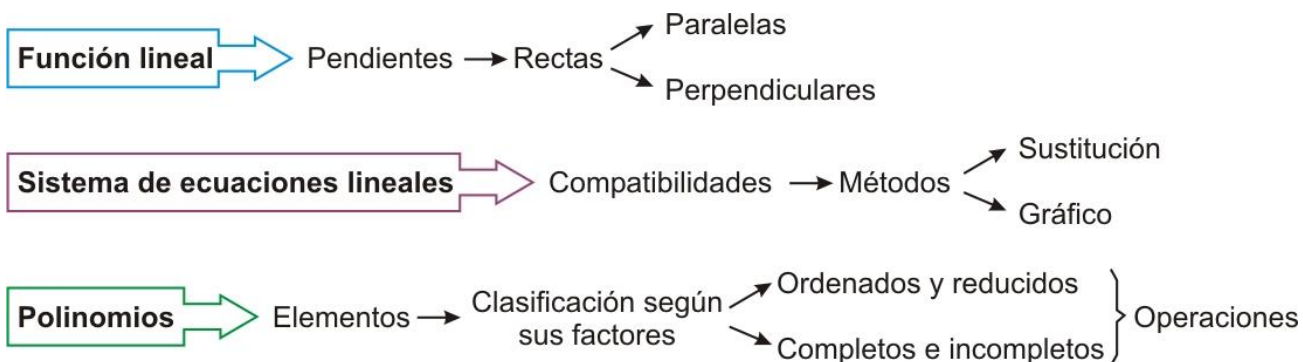 Función lineal
Pendientes
Rectas
Paralelas
Perpendiculares
Sistema de ecuaciones lineales
Compatibilidades
Métodos
Sustitución
Gráfico
Polinomios
Elementos
Clasificación según
sus factores
Ordenados y reducidos
Completos e incompletos
Operaciones